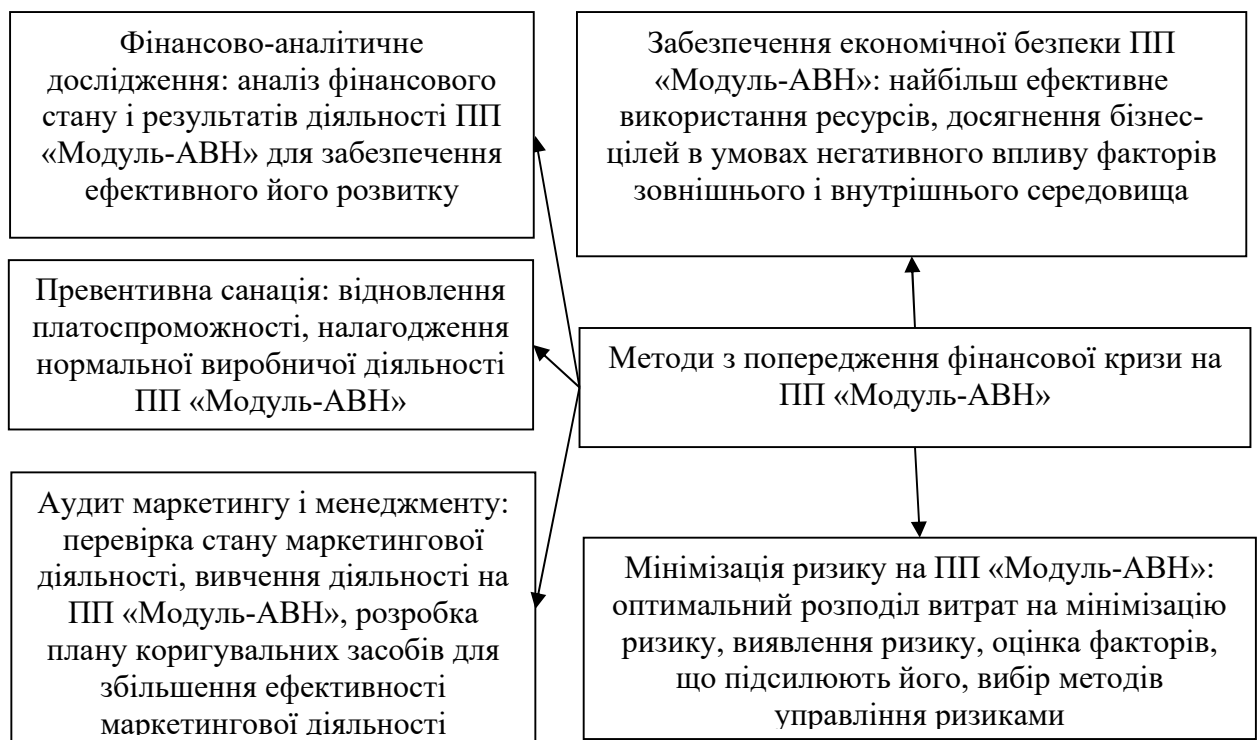 Фінансово-аналітичне
дослідження: аналіз фінансового
стану і результатів діяльності ПП
«Модуль-АВН» для забезпечення
ефективного його розвитку
Забезпечення економічної безпеки ПП
«Модуль-АВН»: найбільш ефективне
використання ресурсів, досягнення бізнес-
цілей в умовах негативного впливу факторів
зовнішнього і внутрішнього середовища
Превентивна санація: відновлення
платоспроможності, налагодження
нормальної виробничої діяльності
ПП «Модуль-АВН»
Методи з попередження фінансової кризи на
ПП «Модуль-АВН»
Аудит маркетингу і менеджменту:
перевірка стану маркетингової
діяльності, вивчення діяльності на
ПП «Модуль-АВН», розробка
плану коригувальних засобів для
збільшення ефективності
маркетингової діяльності
Мінімізація ризику на ПП «Модуль-АВН»:
оптимальний розподіл витрат на мінімізацію
ризику, виявлення ризику, оцінка факторів,
що підсилюють його, вибір методів
управління ризиками